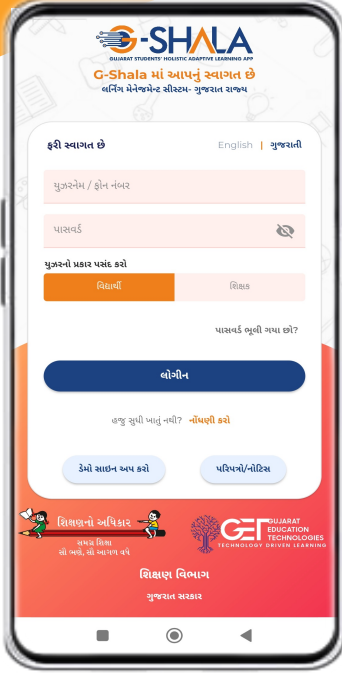 G-SHALA
GUJARAT STUDENTS' HOLISTIC ADAPTIVE LEARNING APP
G-Shala માં આપનું સ્વાગત છે
લર્નિંગ મેનેજમેન્ટ સીસ્ટમ- ગુજરાત રાજ્ય
ફરી સ્વાગત છે
English | ગુજરાતી
યુઝરનેમ / ફોન નંબર
પાસવર્ડ
યુઝરનો પ્રકાર પસંદ કરો
વિદ્યાર્થી
શિક્ષક
પાસવર્ડ ભૂલી ગયા છો?
લોગીન
હજુ સુધી ખાતું નથી? નોંધણી કરો
ડેમો સાઇન અપ કરો
પરિપત્રો/નોટિસ
શિક્ષણનો અધિકાર
સમગ્ર શિક્ષા
સૌ ભણે, સૌ આગળ વધે
GET GUJARAT
EDUCATION
TECHNOLOGIES
TECHNOLOGY DRIVEN LEARNING
શિક્ષણ વિભાગ
ગુજરાત સરકાર